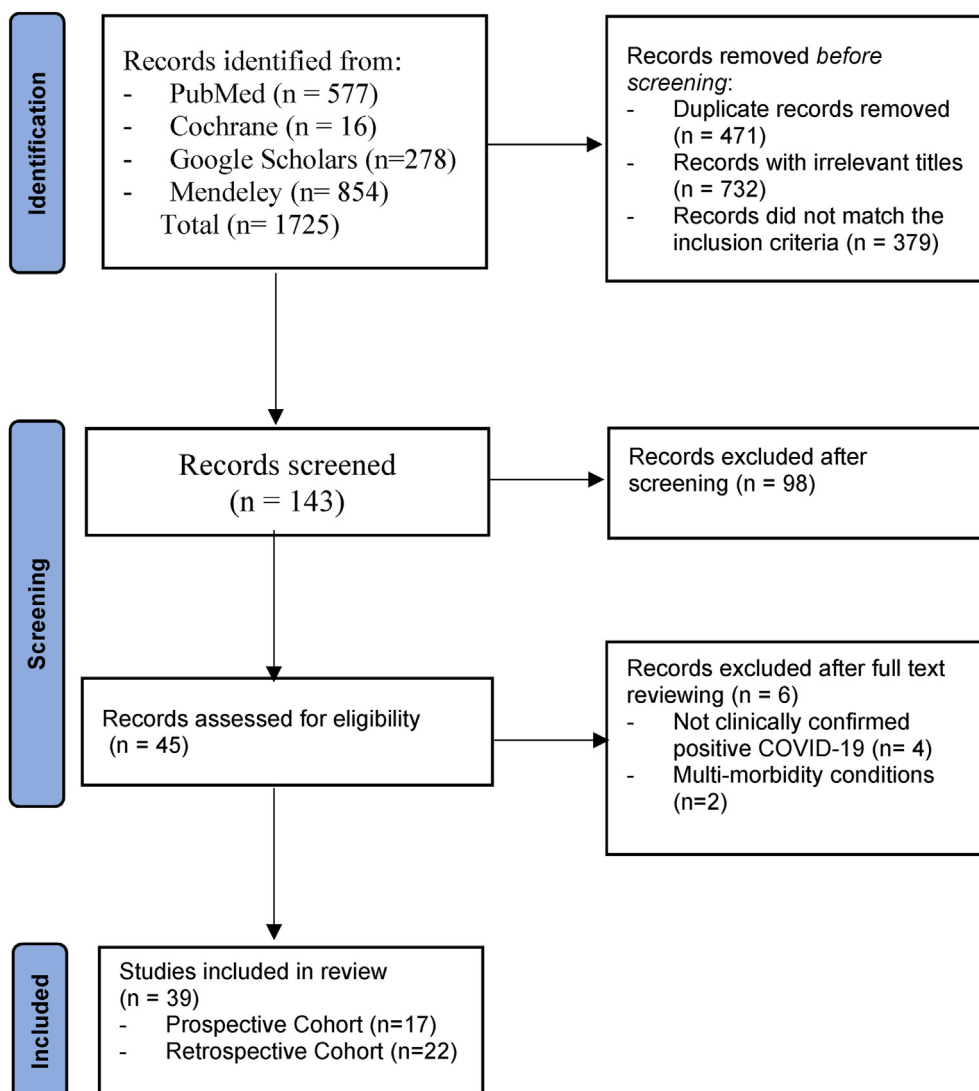 Identification
Records identified from:
- PubMed (n = 577)
- Cochrane (n = 16)
- Google Scholars (n=278)
- Mendeley (n= 854)
Total (n= 1725)
Records removed before
screening:
- Duplicate records removed
(n = 471)
- Records with irrelevant titles
(n = 732)
- Records did not match the
inclusion criteria (n = 379)
Screening
Records screened
(n = 143)
Records excluded after
screening (n = 98)
Records assessed for eligibility
(n = 45)
Records excluded after full text
reviewing (n = 6)
- Not clinically confirmed
positive COVID-19 (n= 4)
- Multi-morbidity conditions
(n=2)
Included
Studies included in review
(n = 39)
- Prospective Cohort (n=17)
- Retrospective Cohort (n=22)